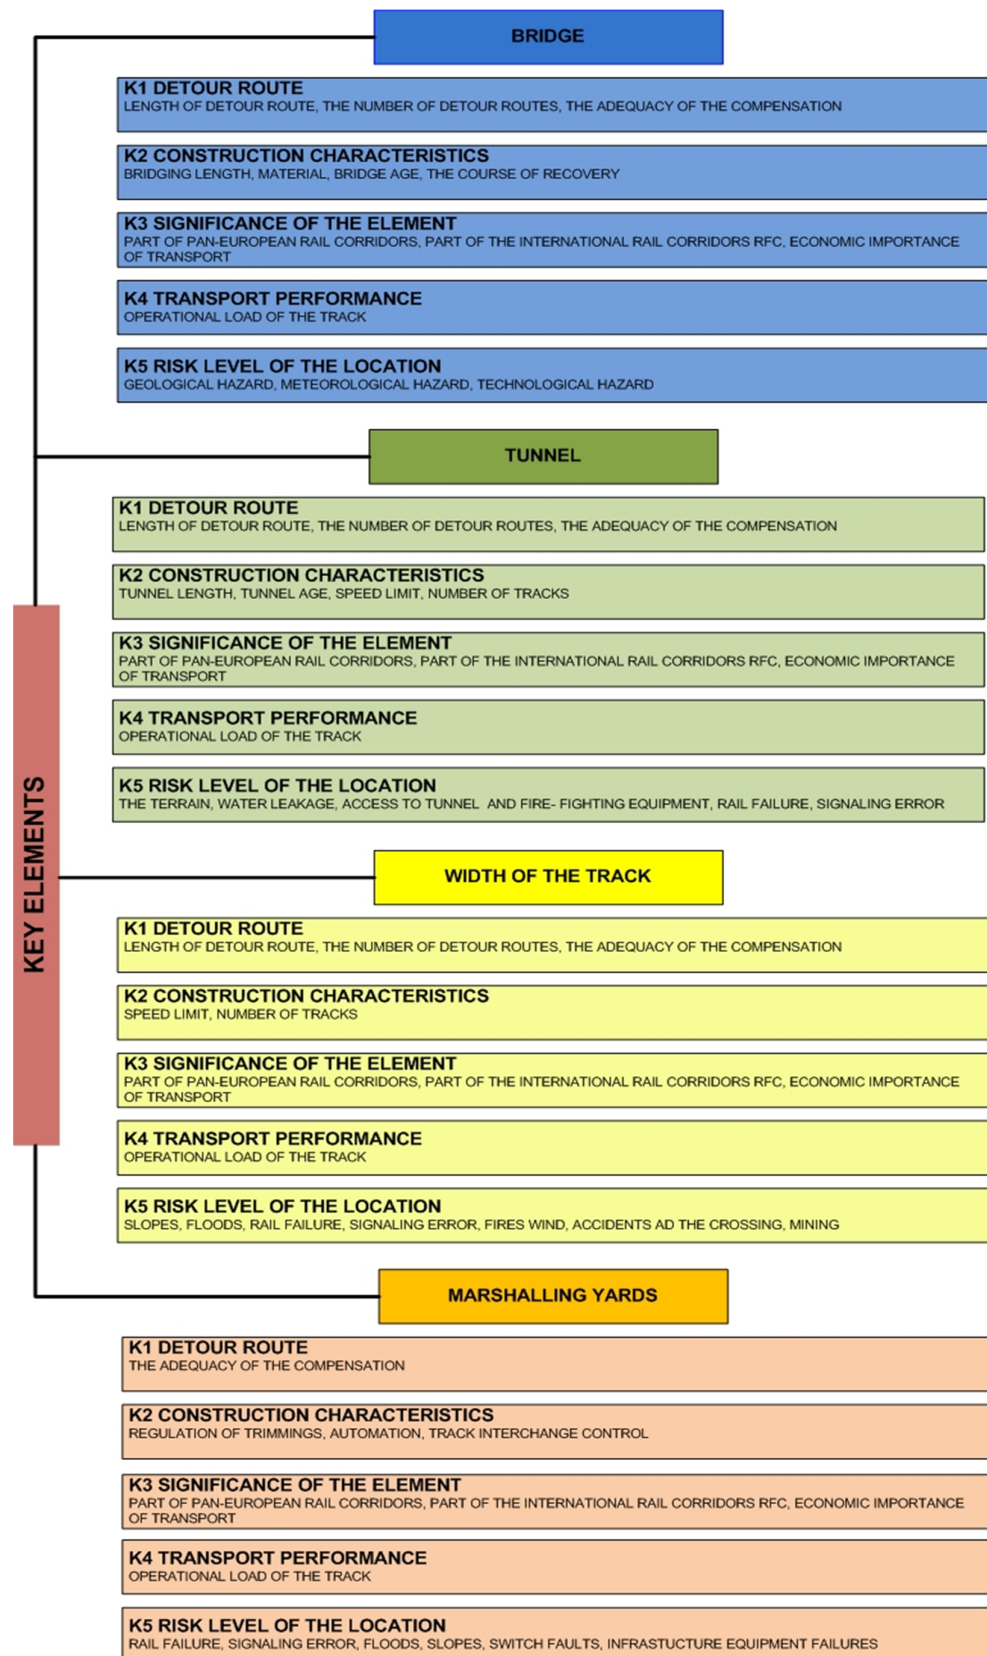 BRIDGE
K1 DETOUR ROUTE
LENGTH OF DETOUR ROUTE, THE NUMBER OF DETOUR ROUTES, THE ADEQUACY OF THE COMPENSATION
K2 CONSTRUCTION CHARACTERISTICS
BRIDGING LENGTH, MATERIAL, BRIDGE AGE, THE COURSE OF RECOVERY
K3 SIGNIFICANCE OF THE ELEMENT
PART OF PAN-EUROPEAN RAIL CORRIDORS, PART OF THE INTERNATIONAL RAIL CORRIDORS RFC, ECONOMIC IMPORTANCE
OF TRANSPORT
K4 TRANSPORT PERFORMANCE
OPERATIONAL LOAD OF THE TRACK
K5 RISK LEVEL OF THE LOCATION
GEOLOGICAL HAZARD, METEOROLOGICAL HAZARD, TECHNOLOGICAL HAZARD
TUNNEL
K1 DETOUR ROUTE
LENGTH OF DETOUR ROUTE, THE NUMBER OF DETOUR ROUTES, THE ADEQUACY OF THE COMPENSATION
K2 CONSTRUCTION CHARACTERISTICS
TUNNEL LENGTH, TUNNEL AGE, SPEED LIMIT, NUMBER OF TRACKS
K3 SIGNIFICANCE OF THE ELEMENT
PART OF PAN-EUROPEAN RAIL CORRIDORS, PART OF THE INTERNATIONAL RAIL CORRIDORS RFC, ECONOMIC IMPORTANCE
OF TRANSPORT
K4 TRANSPORT PERFORMANCE
OPERATIONAL LOAD OF THE TRACK
K5 RISK LEVEL OF THE LOCATION
THE TERRAIN, WATER LEAKAGE, ACCESS TO TUNNEL AND FIRE- FIGHTING EQUIPMENT, RAIL FAILURE, SIGNALING ERROR
KEY ELEMENTS
WIDTH OF THE TRACK
K1 DETOUR ROUTE
LENGTH OF DETOUR ROUTE, THE NUMBER OF DETOUR ROUTES, THE ADEQUACY OF THE COMPENSATION
K2 CONSTRUCTION CHARACTERISTICS
SPEED LIMIT, NUMBER OF TRACKS
K3 SIGNIFICANCE OF THE ELEMENT
PART OF PAN-EUROPEAN RAIL CORRIDORS, PART OF THE INTERNATIONAL RAIL CORRIDORS RFC, ECONOMIC IMPORTANCE
OF TRANSPORT
K4 TRANSPORT PERFORMANCE
OPERATIONAL LOAD OF THE TRACK
K5 RISK LEVEL OF THE LOCATION
SLOPES, FLOODS, RAIL FAILURE, SIGNALING ERROR, FIRES WIND, ACCIDENTS AD THE CROSSING, MINING
MARSHALLING YARDS
K1 DETOUR ROUTE
THE ADEQUACY OF THE COMPENSATION
K2 CONSTRUCTION CHARACTERISTICS
REGULATION OF TRIMMINGS, AUTOMATION, TRACK INTERCHANGE CONTROL
K3 SIGNIFICANCE OF THE ELEMENT
PART OF PAN-EUROPEAN RAIL CORRIDORS, PART OF THE INTERNATIONAL RAIL CORRIDORS RFC, ECONOMIC IMPORTANCE
OF TRANSPORT
K4 TRANSPORT PERFORMANCE
OPERATIONAL LOAD OF THE TRACK
K5 RISK LEVEL OF THE LOCATION
RAIL FAILURE, SIGNALING ERROR, FLOODS, SLOPES, SWITCH FAULTS, INFRASTUCTURE EQUIPMENT FAILURES